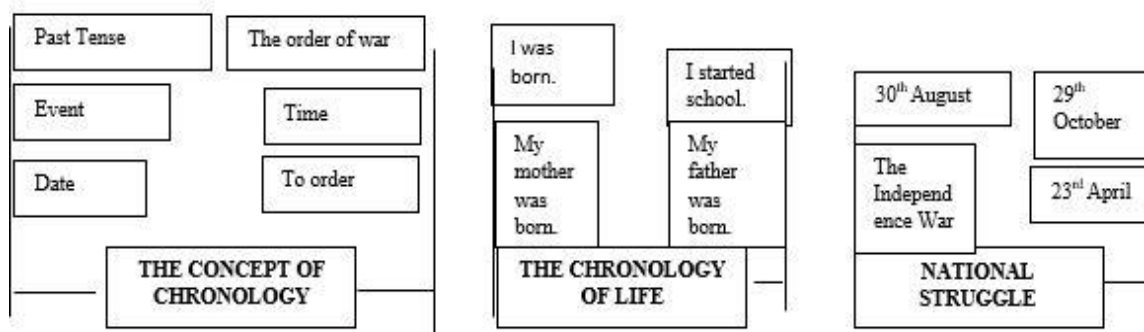 Past Tense
The order of war
Event
Time
Date
To order
THE CONCEPT OF
CHRONOLOGY
I was
born.
I started
school.
My
mother
was
born.
My
father
was
born.
THE CHRONOLOGY
OF LIFE
30th August
29th
October
The
Independ
ence War
23rd April
NATIONAL
STRUGGLE